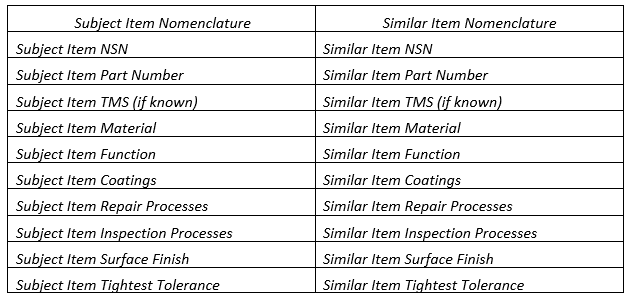 Subject Item Nomenclature Similar Item Nomenclature
Subject Item NSN Similar Item NSN
Subject Item Part Number Similar Item Part Number
Subject Item TMS (if known) Similar Item TMS (if known)
Subject Item Material Similar Item Material
Subject Item Function Similar Item Function
Subject Item Coatings Similar Item Coatings
Subject Item Repair Processes Similar Item Repair Processes
Subject Item Inspection Processes Similar Item Inspection Processes
Subject Item Surface Finish Similar Item Surface Finish
Subject Item Tightest Tolerance Similar Item Tightest Tolerance